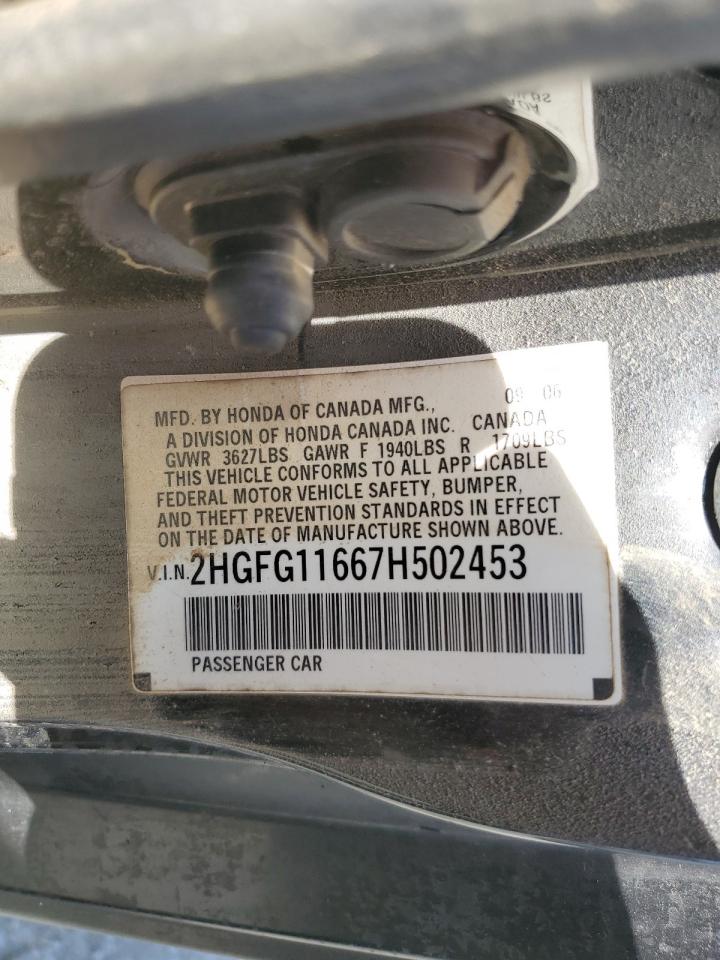 MFD. BY HONDA OF CANADA MFG., 09 06
A DIVISION OF HONDA CANADA INC. CANADA
GVWR 3627LBS GAWR F 1940LBS R 1709LBS
THIS VEHICLE CONFORMS TO ALL APPLICABLE
FEDERAL MOTOR VEHICLE SAFETY, BUMPER,
AND THEFT PREVENTION STANDARDS IN EFFECT
ON THE DATE OF MANUFACTURE SHOWN ABOVE.
V.I.N. 2HGFG11667H502453
PASSENGER CAR